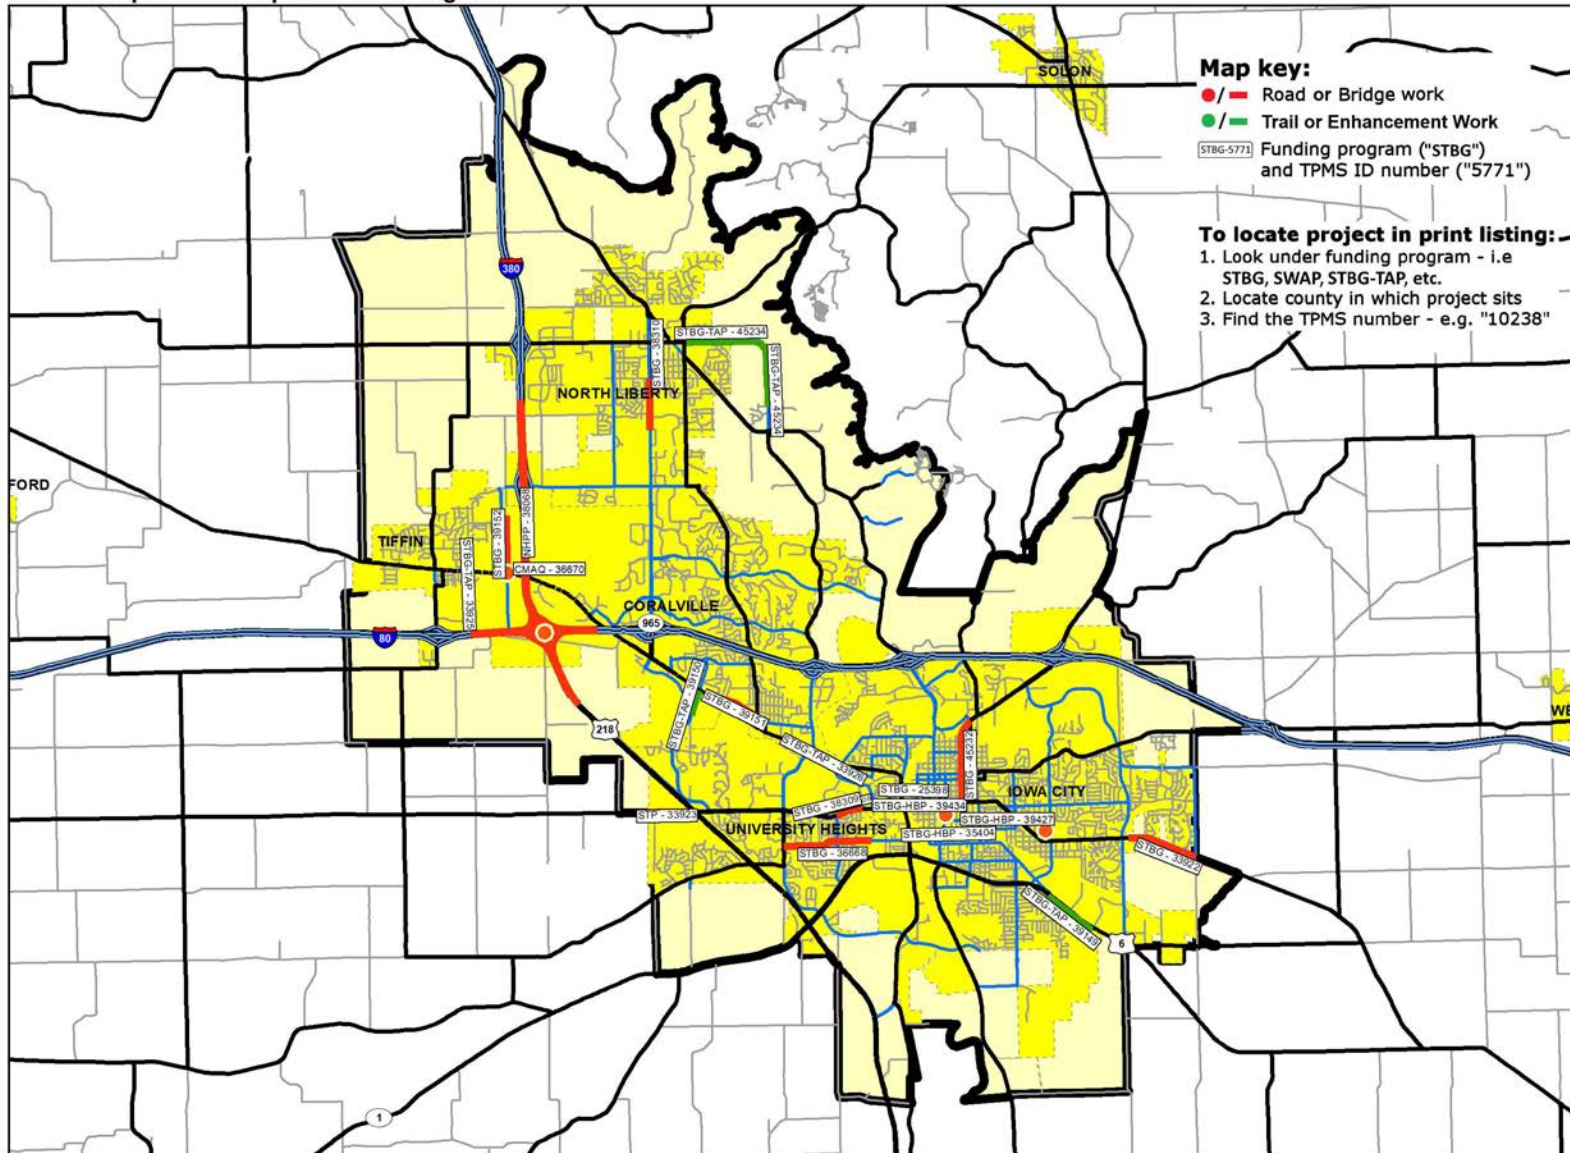 SOLON
Map key:
Road or Bridge work
Trail or Enhancement Work
STBG-5771
Funding program ("STBG")
and TPMS ID number ("5771")
To locate project in print listing:
1. Look under funding program - i.e
STBG, SWAP, STBG-TAP, etc.
2. Locate county in which project sits
3. Find the TPMS number - e.g. "10238"
380
STBG - 38310
STBG-TAP - 45234
STBG-TAP - 45234
NORTH LIBERTY
FORD
TIFFIN
STBG-TAP - 33925
STBG - 39152
NHPP - 38068
CMAQ - 36670
CORALVILLE
965
80
218
STBG-TAP - 39150
STBG - 39151
STBG-TAP - 33926
WE
STBG - 45232
IOWA CITY
STBG - 25398
STBG - 38309
STBG-HBP - 39434
STP - 33923
STBG-HBP - 39427
UNIVERSITY HEIGHTS
STBG-HBP - 35404
STBG - 36668
STBG - 33922
STBG-TAP - 39149
6
1